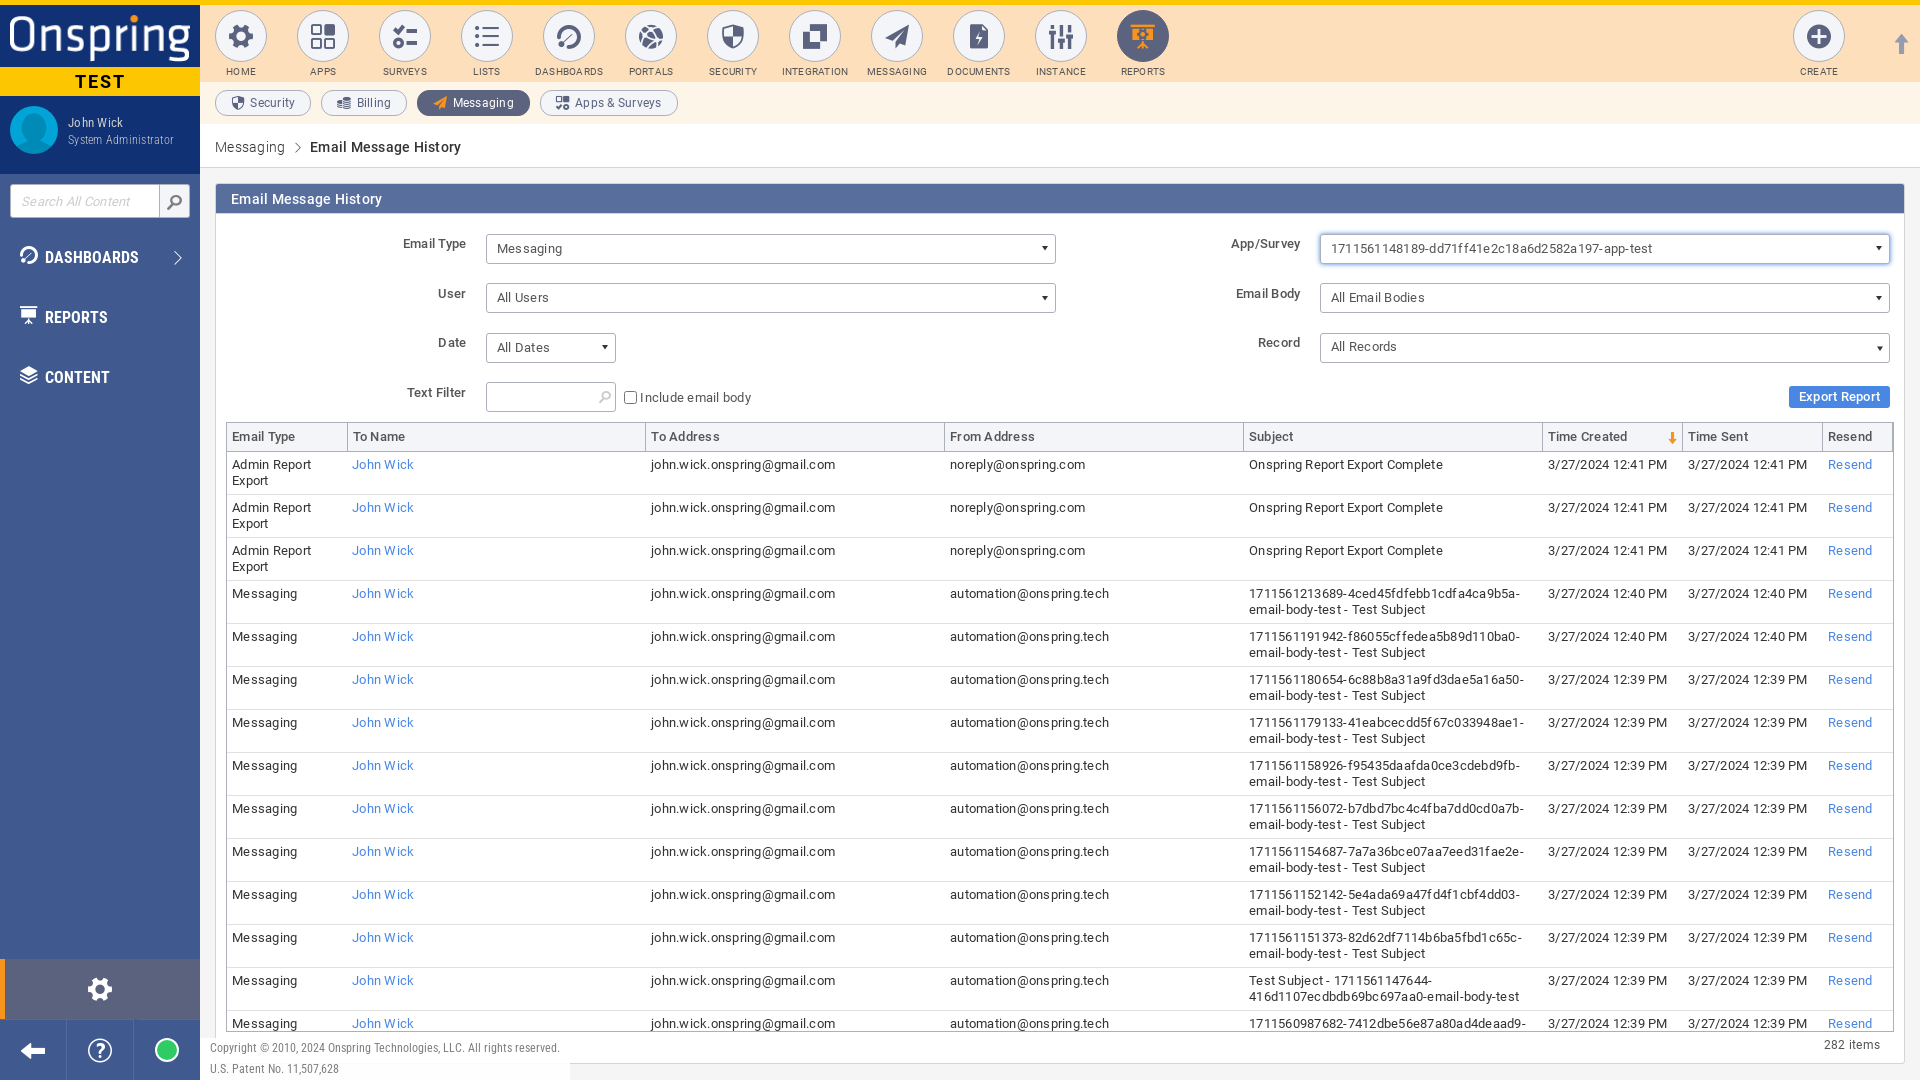 Onspring
TEST
John Wick
System Administrator
Search All Content
DASHBOARDS
REPORTS
CONTENT
HOME APPS SURVEYS LISTS DASHBOARDS PORTALS SECURITY INTEGRATION MESSAGING DOCUMENTS INSTANCE REPORTS CREATE
Security Billing Messaging Apps & Surveys
Messaging Email Message History
Email Message History
Email Type Messaging App/Survey 1711561148189-dd71ff41e2c18a6d2582a197-app-test
User All Users Email Body All Email Bodies
Date All Dates Record All Records
Text Filter Include email body Export Report
Email Type To Name To Address From Address Subject Time Created Time Sent Resend
Admin Report John Wick john.wick.onspring@gmail.com noreply@onspring.com Onspring Report Export Complete 3/27/2024 12:41 PM 3/27/2024 12:41 PM Resend
Export
Admin Report John Wick john.wick.onspring@gmail.com noreply@onspring.com Onspring Report Export Complete 3/27/2024 12:41 PM 3/27/2024 12:41 PM Resend
Export
Admin Report John Wick john.wick.onspring@gmail.com noreply@onspring.com Onspring Report Export Complete 3/27/2024 12:41 PM 3/27/2024 12:41 PM Resend
Export
Messaging John Wick john.wick.onspring@gmail.com automation@onspring.tech 1711561213689-4ced45fdfebb1cdfa4ca9b5a- 3/27/2024 12:40 PM 3/27/2024 12:40 PM Resend
email-body-test - Test Subject
Messaging John Wick john.wick.onspring@gmail.com automation@onspring.tech 1711561191942-f86055cffedea5b89d110ba0- 3/27/2024 12:40 PM 3/27/2024 12:40 PM Resend
email-body-test - Test Subject
Messaging John Wick john.wick.onspring@gmail.com automation@onspring.tech 1711561180654-6c88b8a31a9fd3dae5a16a50- 3/27/2024 12:39 PM 3/27/2024 12:39 PM Resend
email-body-test - Test Subject
Messaging John Wick john.wick.onspring@gmail.com automation@onspring.tech 1711561179133-41eabcecdd5f67c033948ae1- 3/27/2024 12:39 PM 3/27/2024 12:39 PM Resend
email-body-test - Test Subject
Messaging John Wick john.wick.onspring@gmail.com automation@onspring.tech 1711561158926-f95435daafda0ce3cdebd9fb- 3/27/2024 12:39 PM 3/27/2024 12:39 PM Resend
email-body-test - Test Subject
Messaging John Wick john.wick.onspring@gmail.com automation@onspring.tech 1711561156072-b7dbd7bc4c4fba7dd0cd0a7b- 3/27/2024 12:39 PM 3/27/2024 12:39 PM Resend
email-body-test - Test Subject
Messaging John Wick john.wick.onspring@gmail.com automation@onspring.tech 1711561154687-7a7a36bce07aa7eed31fae2e- 3/27/2024 12:39 PM 3/27/2024 12:39 PM Resend
email-body-test - Test Subject
Messaging John Wick john.wick.onspring@gmail.com automation@onspring.tech 1711561152142-5e4ada69a47fd4f1cbf4dd03- 3/27/2024 12:39 PM 3/27/2024 12:39 PM Resend
email-body-test - Test Subject
Messaging John Wick john.wick.onspring@gmail.com automation@onspring.tech 1711561151373-82d62df7114b6ba5fbd1c65c- 3/27/2024 12:39 PM 3/27/2024 12:39 PM Resend
email-body-test - Test Subject
Messaging John Wick john.wick.onspring@gmail.com automation@onspring.tech Test Subject - 1711561147644- 3/27/2024 12:39 PM 3/27/2024 12:39 PM Resend
416d1107ecdbdb69bc697aa0-email-body-test
Messaging John Wick john.wick.onspring@gmail.com automation@onspring.tech 1711560987682-7412dbe56e87a80ad4deaad9- 3/27/2024 12:39 PM 3/27/2024 12:39 PM Resend
282 items
Copyright © 2010, 2024 Onspring Technologies, LLC. All rights reserved.
U.S. Patent No. 11,507,628